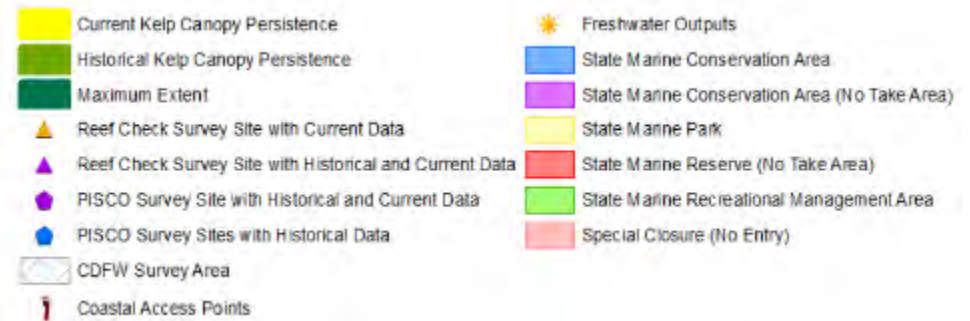 Current Kelp Canopy Persistence
Historical Kelp Canopy Persistence
Maximum Extent
Reef Check Survey Site with Current Data
Reef Check Survey Site with Historical and Current Data
PISCO Survey Site with Historical and Current Data
PISCO Survey Sites with Historical Data
CDFW Survey Area
Coastal Access Points
Freshwater Outputs
State Marine Conservation Area
State Marine Conservation Area (No Take Area)
State Marine Park
State Marine Reserve (No Take Area)
State Marine Recreational Management Area
Special Closure (No Entry)